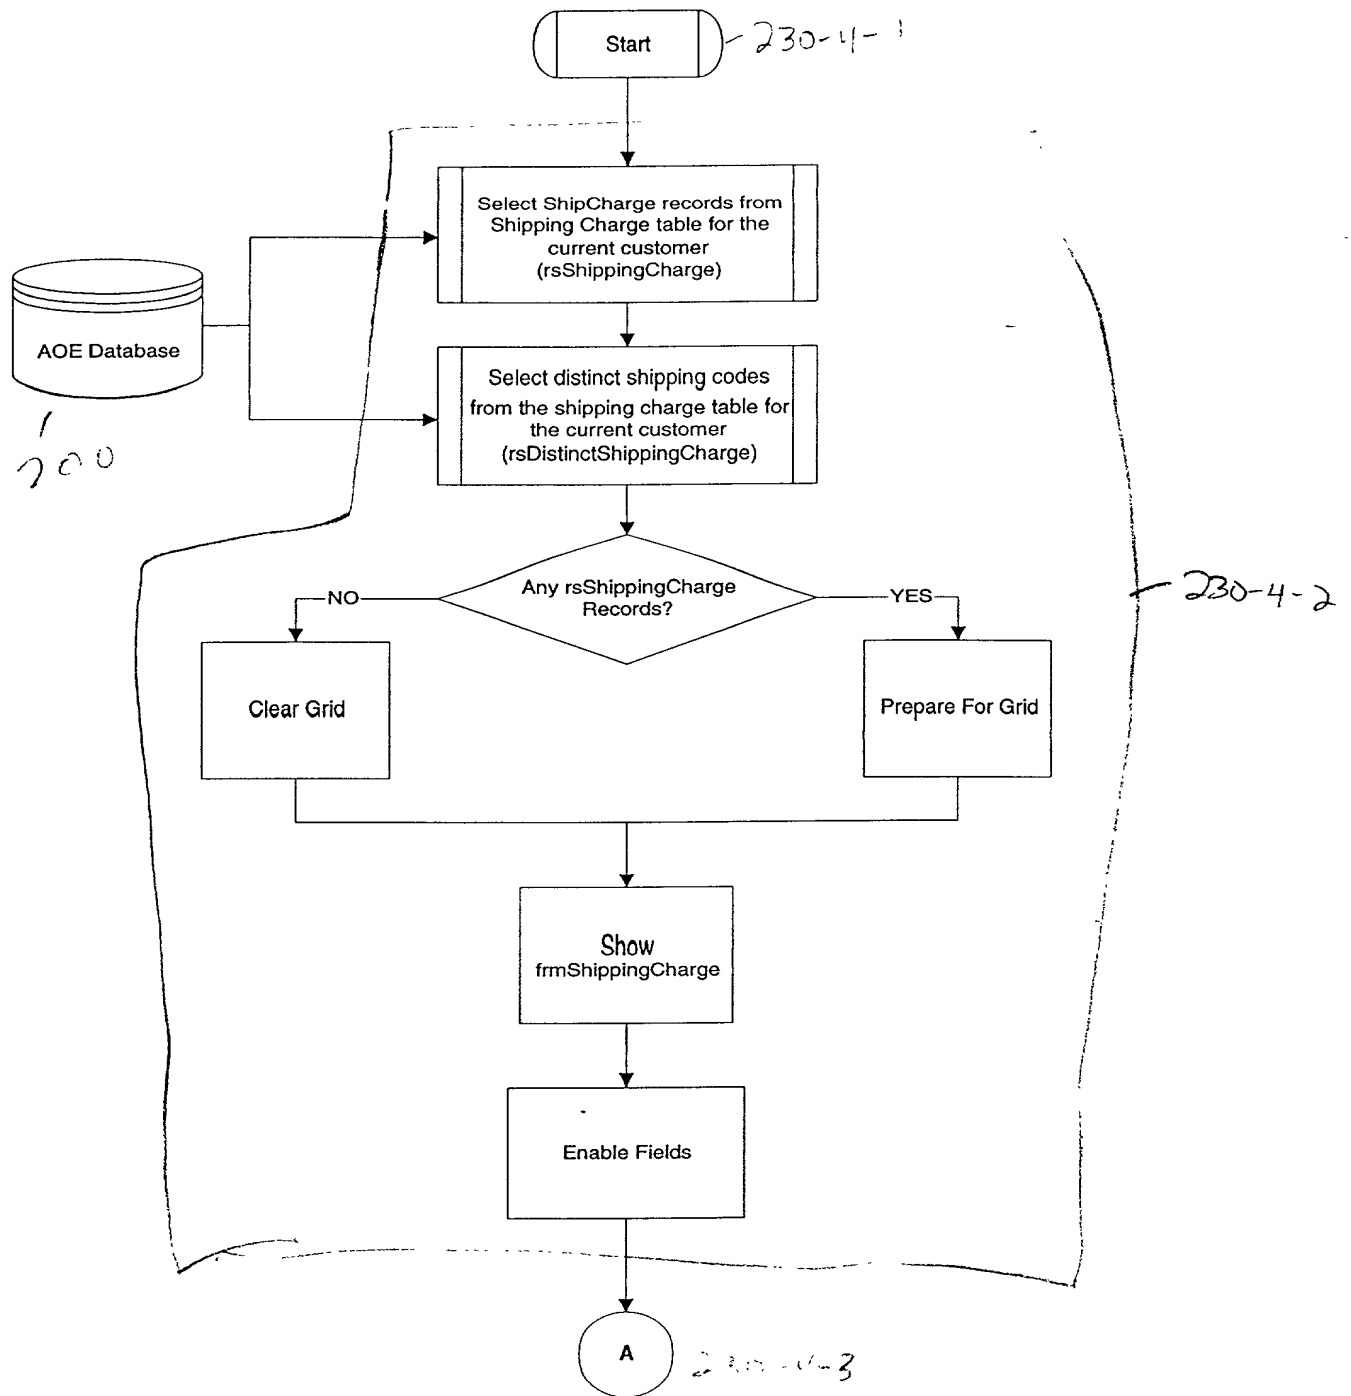 Start
230-4-1
Select ShipCharge records from
Shipping Charge table for the
current customer
(rsShippingCharge)
AOE Database
Select distinct shipping codes
from the shipping charge table for
the current customer
(rsDistinctShippingCharge)
Any rsShippingCharge
Records?
NO
YES
230-4-2
Clear Grid
Prepare For Grid
Show
frmShippingCharge
Enable Fields
A